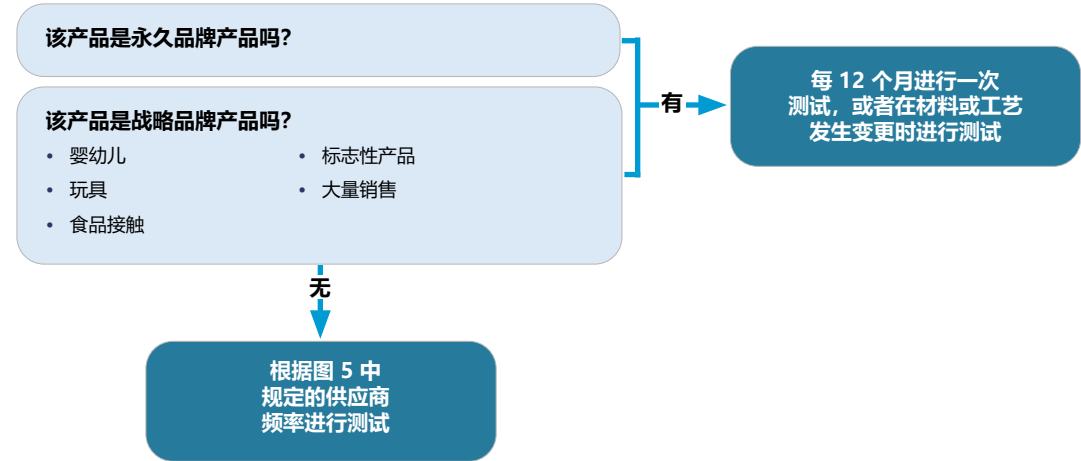 该产品是永久品牌产品吗?
该产品是战略品牌产品吗?
• 婴幼儿
• 玩具
• 食品接触
• 标志性产品
• 大量销售
有
每 12 个月进行一次
测试，或者在材料或工艺
发生变更时进行测试
无
根据图 5 中
规定的供应商
频率进行测试